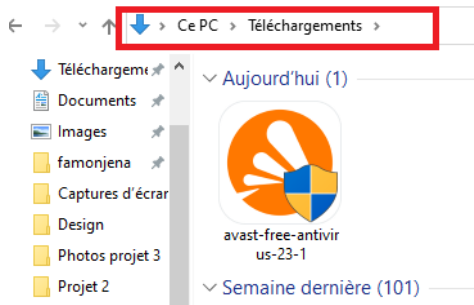 Ce PC > Téléchargements >
Téléchargeme
Documents
Images
famonjena
Captures d'écrar
Design
Photos projet 3
Projet 2
Aujourd'hui (1)
avast-free-antivir
us-23-1
Semaine dernière (101)